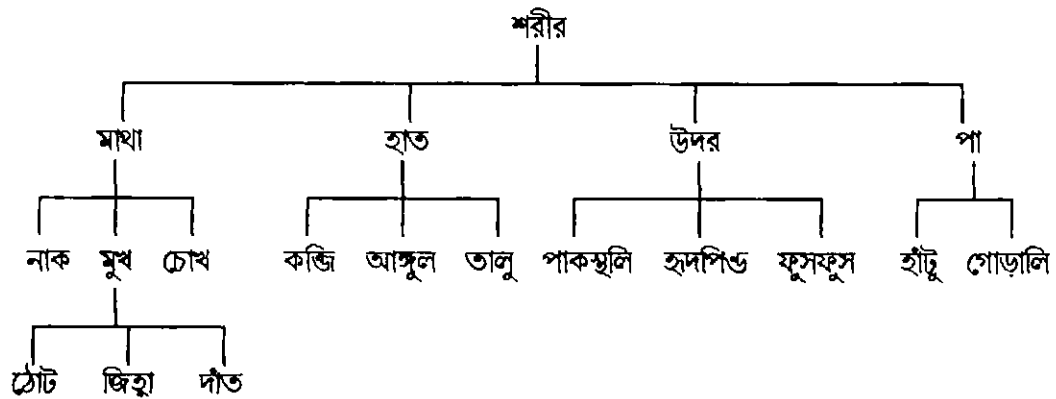 শরীর
মাথা হাত উদর পা
নাক মুখ চোখ কব্জি আঙ্গুল তালু পাকস্থলি হৃদপিণ্ড ফুসফুস হাঁটু গোড়ালি
ঠোট জিহ্বা দাঁত